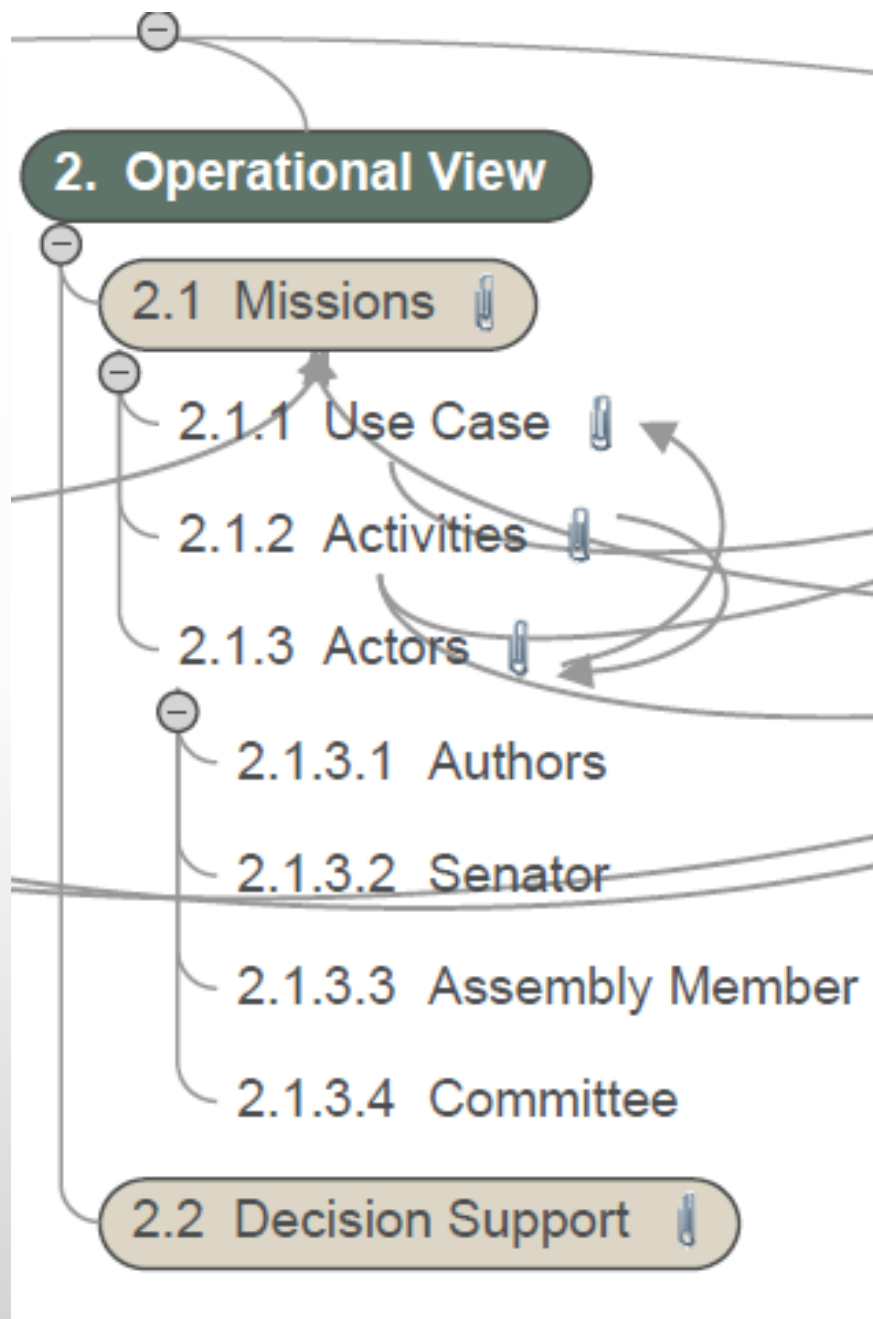 2. Operational View
2.1 Missions
2.1.1 Use Case
2.1.2 Activities
2.1.3 Actors
2.1.3.1 Authors
2.1.3.2 Senator
2.1.3.3 Assembly Member
2.1.3.4 Committee
2.2 Decision Support